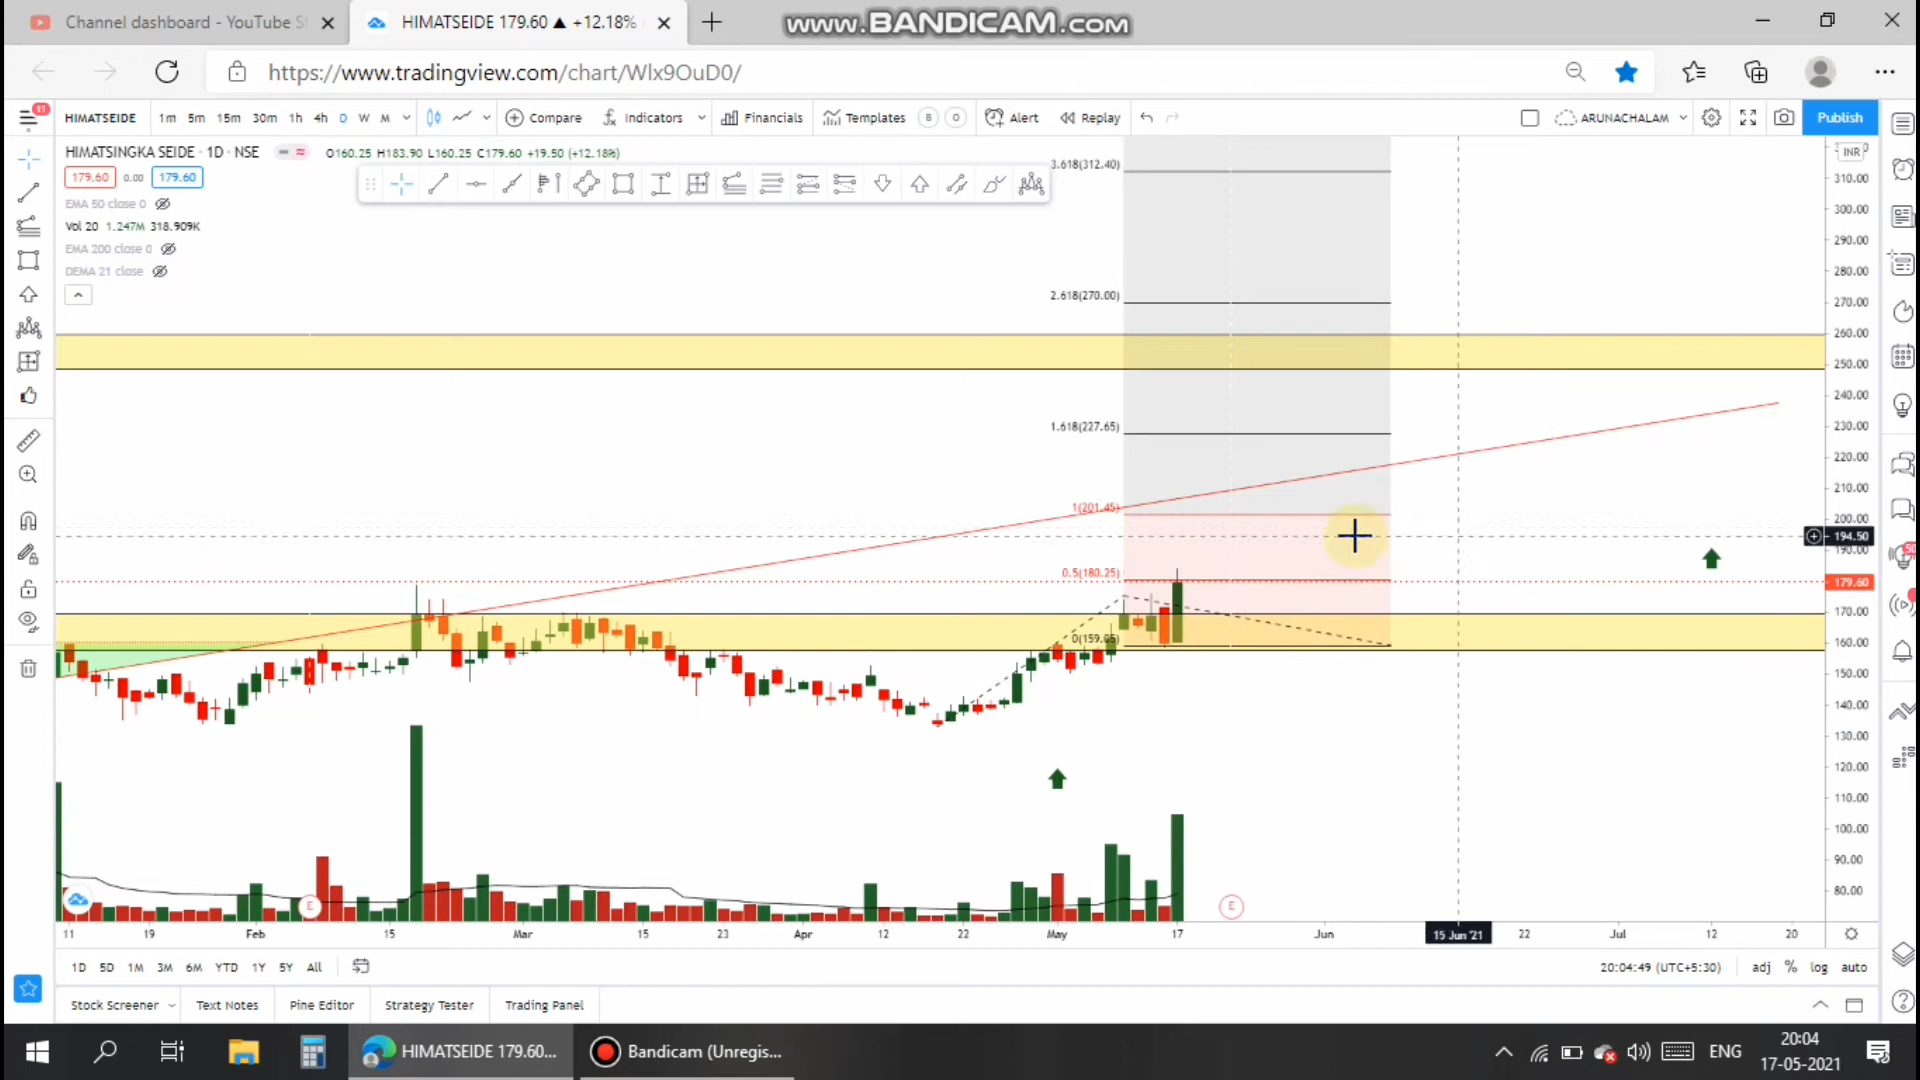 Channel dashboard - YouTube S
HIMATSEIDE 179.60 ▲ +12.18%
www.BANDICAM.com
https://www.tradingview.com/chart/Wlx9OuD0/
11
HIMATSEIDE
1m 5m 15m 30m 1h 4h D W M
Compare
Indicators
Financials
Templates
B
O
Alert
Replay
ARUNACHALAM
Publish
HIMATSINGKA SEIDE · 1D · NSE
O160.25 H183.90 L160.25 C179.60 +19.50 (+12.18%)
179.60 0.00 179.60
EMA 50 close 0
Vol 20 1.247M 318.909K
EMA 200 close 0
DEMA 21 close
3.618(312.40)
2.618(270.00)
1.618(227.65)
1(201.45)
0.5(180.25)
0(159.05)
INR
310.00
300.00
290.00
280.00
270.00
260.00
250.00
240.00
230.00
220.00
210.00
200.00
194.50
190.00
179.60
170.00
160.00
150.00
140.00
130.00
120.00
110.00
100.00
90.00
80.00
E
E
11 19 Feb 15 Mar 15 23 Apr 12 22 May 17 Jun 15 Jun '21 22 Jul 12 20
1D 5D 1M 3M 6M YTD 1Y 5Y All
20:04:49 (UTC+5:30) adj % log auto
Stock Screener
Text Notes
Pine Editor
Strategy Tester
Trading Panel
HIMATSEIDE 179.60...
Bandicam (Unregis...
ENG
20:04
17-05-2021